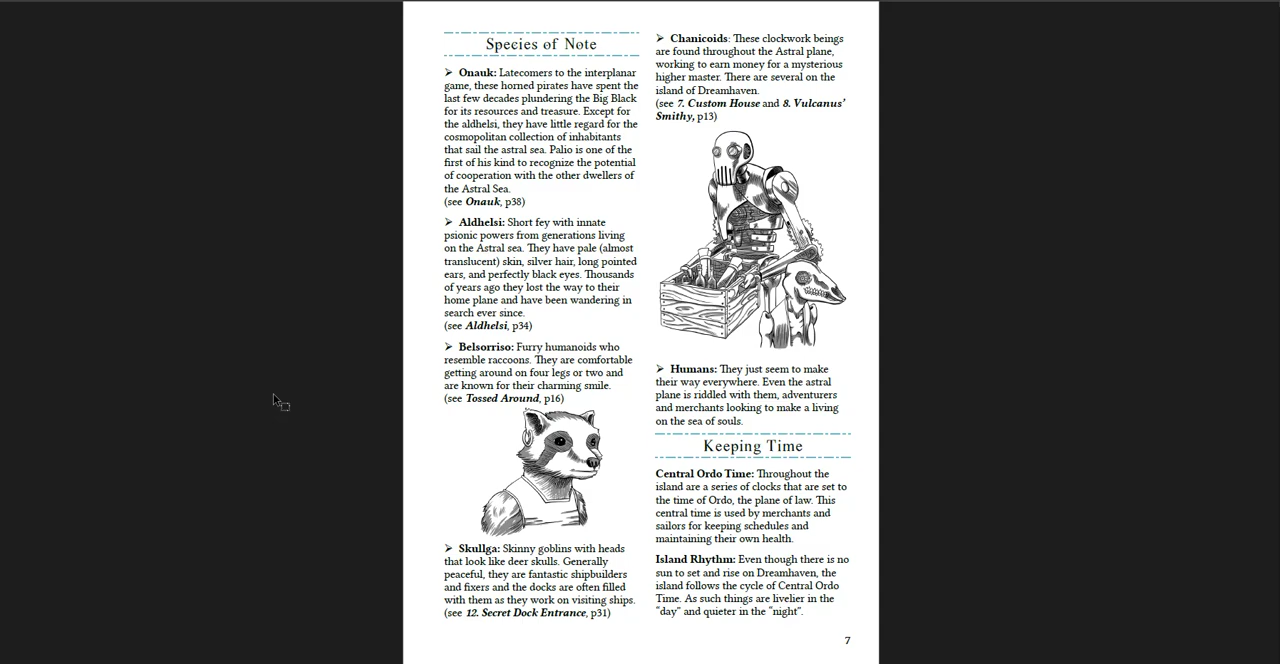 Species of Note
➢ Onauk: Latecomers to the interplanar
game, these horned pirates have spent the
last few decades plundering the Big Black
for its resources and treasure. Except for
the aldhelsi, they have little regard for the
cosmopolitan collection of inhabitants
that sail the astral sea. Palio is one of the
first of his kind to recognize the potential
of cooperation with the other dwellers of
the Astral Sea.
(see Onauk, p38)
➢ Aldhelsi: Short fey with innate
psionic powers from generations living
on the Astral sea. They have pale (almost
translucent) skin, silver hair, long pointed
ears, and perfectly black eyes. Thousands
of years ago they lost the way to their
home plane and have been wandering in
search ever since.
(see Aldhelsi, p34)
➢ Belsorriso: Furry humanoids who
resemble raccoons. They are comfortable
getting around on four legs or two and
are known for their charming smile.
(see Tossed Around, p16)
➢ Skullga: Skinny goblins with heads
that look like deer skulls. Generally
peaceful, they are fantastic shipbuilders
and fixers and the docks are often filled
with them as they work on visiting ships.
(see 12. Secret Dock Entrance, p31)
➢ Chanicoids: These clockwork beings
are found throughout the Astral plane,
working to earn money for a mysterious
higher master. There are several on the
island of Dreamhaven.
(see 7. Custom House and 8. Vulcanus’
Smithy, p13)
➢ Humans: They just seem to make
their way everywhere. Even the astral
plane is riddled with them, adventurers
and merchants looking to make a living
on the sea of souls.
Keeping Time
Central Ordo Time: Throughout the
island are a series of clocks that are set to
the time of Ordo, the plane of law. This
central time is used by merchants and
sailors for keeping schedules and
maintaining their own health.
Island Rhythm: Even though there is no
sun to set and rise on Dreamhaven, the
island follows the cycle of Central Ordo
Time. As such things are livelier in the
“day” and quieter in the “night”.
7